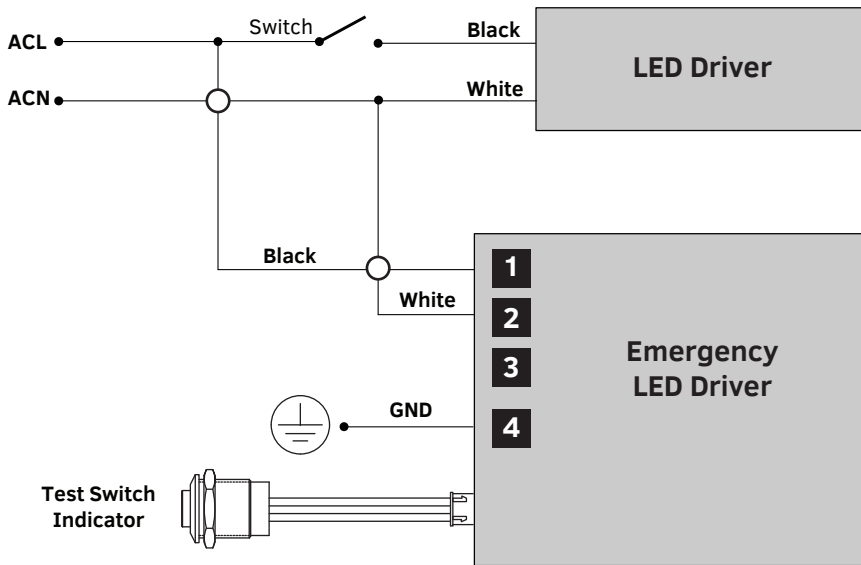 Switch
ACL
Black
LED Driver
ACN
White
Black
1
White
2
3
Emergency
LED Driver
GND
4
Test Switch
Indicator